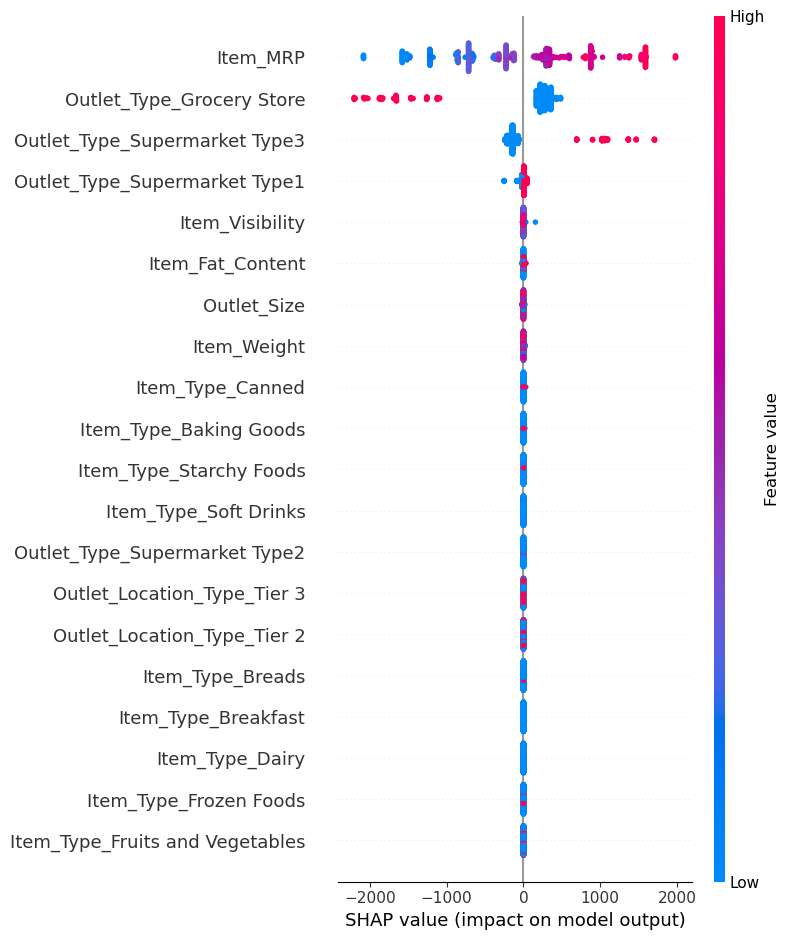 High
Item_MRP
Outlet_Type_Grocery Store
Outlet_Type_Supermarket Type3
Outlet_Type_Supermarket Type1
Item_Visibility
Item_Fat_Content
Outlet_Size
Item_Weight
Item_Type_Canned
Item_Type_Baking Goods
Item_Type_Starchy Foods
Item_Type_Soft Drinks
Outlet_Type_Supermarket Type2
Outlet_Location_Type_Tier 3
Outlet_Location_Type_Tier 2
Item_Type_Breads
Item_Type_Breakfast
Item_Type_Dairy
Item_Type_Frozen Foods
Item_Type_Fruits and Vegetables
Feature value
Low
−2000 −1000 0 1000 2000
SHAP value (impact on model output)